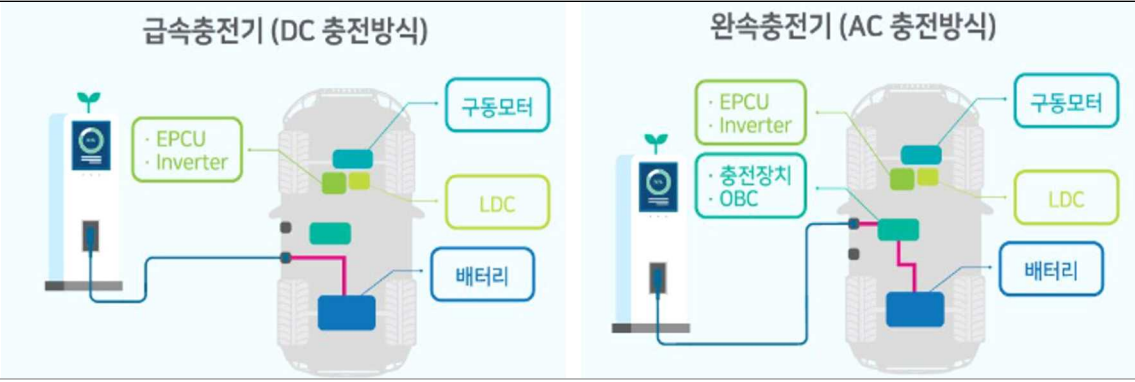 급속충전기 (DC 충전방식)
구동모터
· EPCU
· Inverter
LDC
배터리
완속충전기 (AC 충전방식)
· EPCU
· Inverter
구동모터
· 충전장치
· OBC
LDC
배터리